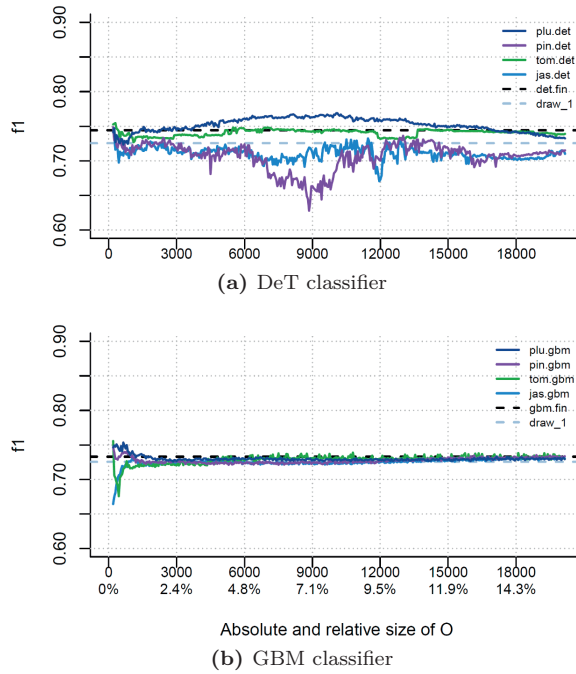 0.90
0.80
0.70
0.60
f1
plu.det
pin.det
tom.det
jas.det
det.fin
draw_1
0 3000 6000 9000 12000 15000 18000
(a) DeT classifier
0.90
0.80
0.70
0.60
f1
plu.gbm
pin.gbm
tom.gbm
jas.gbm
gbm.fin
draw_1
0 3000 6000 9000 12000 15000 18000
0% 2.4% 4.8% 7.1% 9.5% 11.9% 14.3%
Absolute and relative size of O
(b) GBM classifier